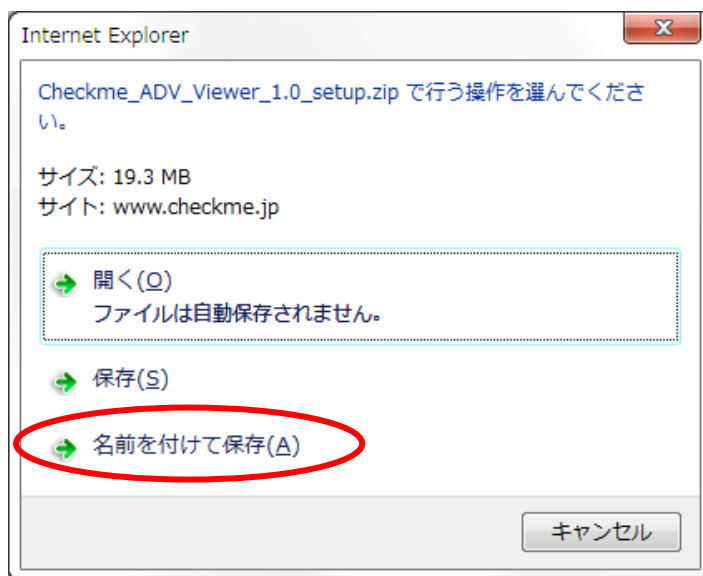 Internet Explorer
Checkme_ADV_Viewer_1.0_setup.zip で行う操作を選んでくださ
い。
サイズ: 19.3 MB
サイト: www.checkme.jp
開く(O)
ファイルは自動保存されません。
保存(S)
名前を付けて保存(A)
キャンセル